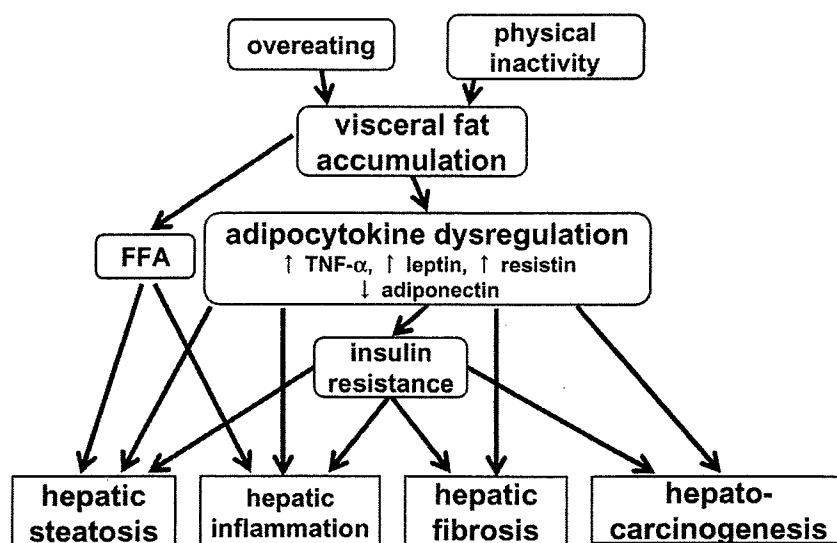 overeating
physical
inactivity
visceral fat
accumulation
FFA
adipocytokine dysregulation
↑ TNF-α, ↑ leptin, ↑ resistin
↓ adiponectin
insulin
resistance
hepatic
steatosis
hepatic
inflammation
hepatic
fibrosis
hepato-
carcinogenesis